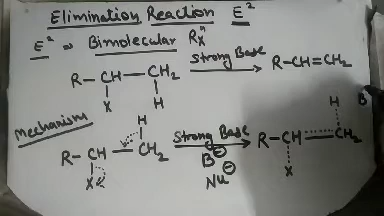 Elimination Reaction E²
E² ⇒ Bimolecular Rxⁿ
R-CH-CH₂ Strong Base R-CH=CH₂
X H
H B
Mechanism H Strong Base
R-CH-CH₂ B⊖ R-CH=CH₂
X Nu⊖ X